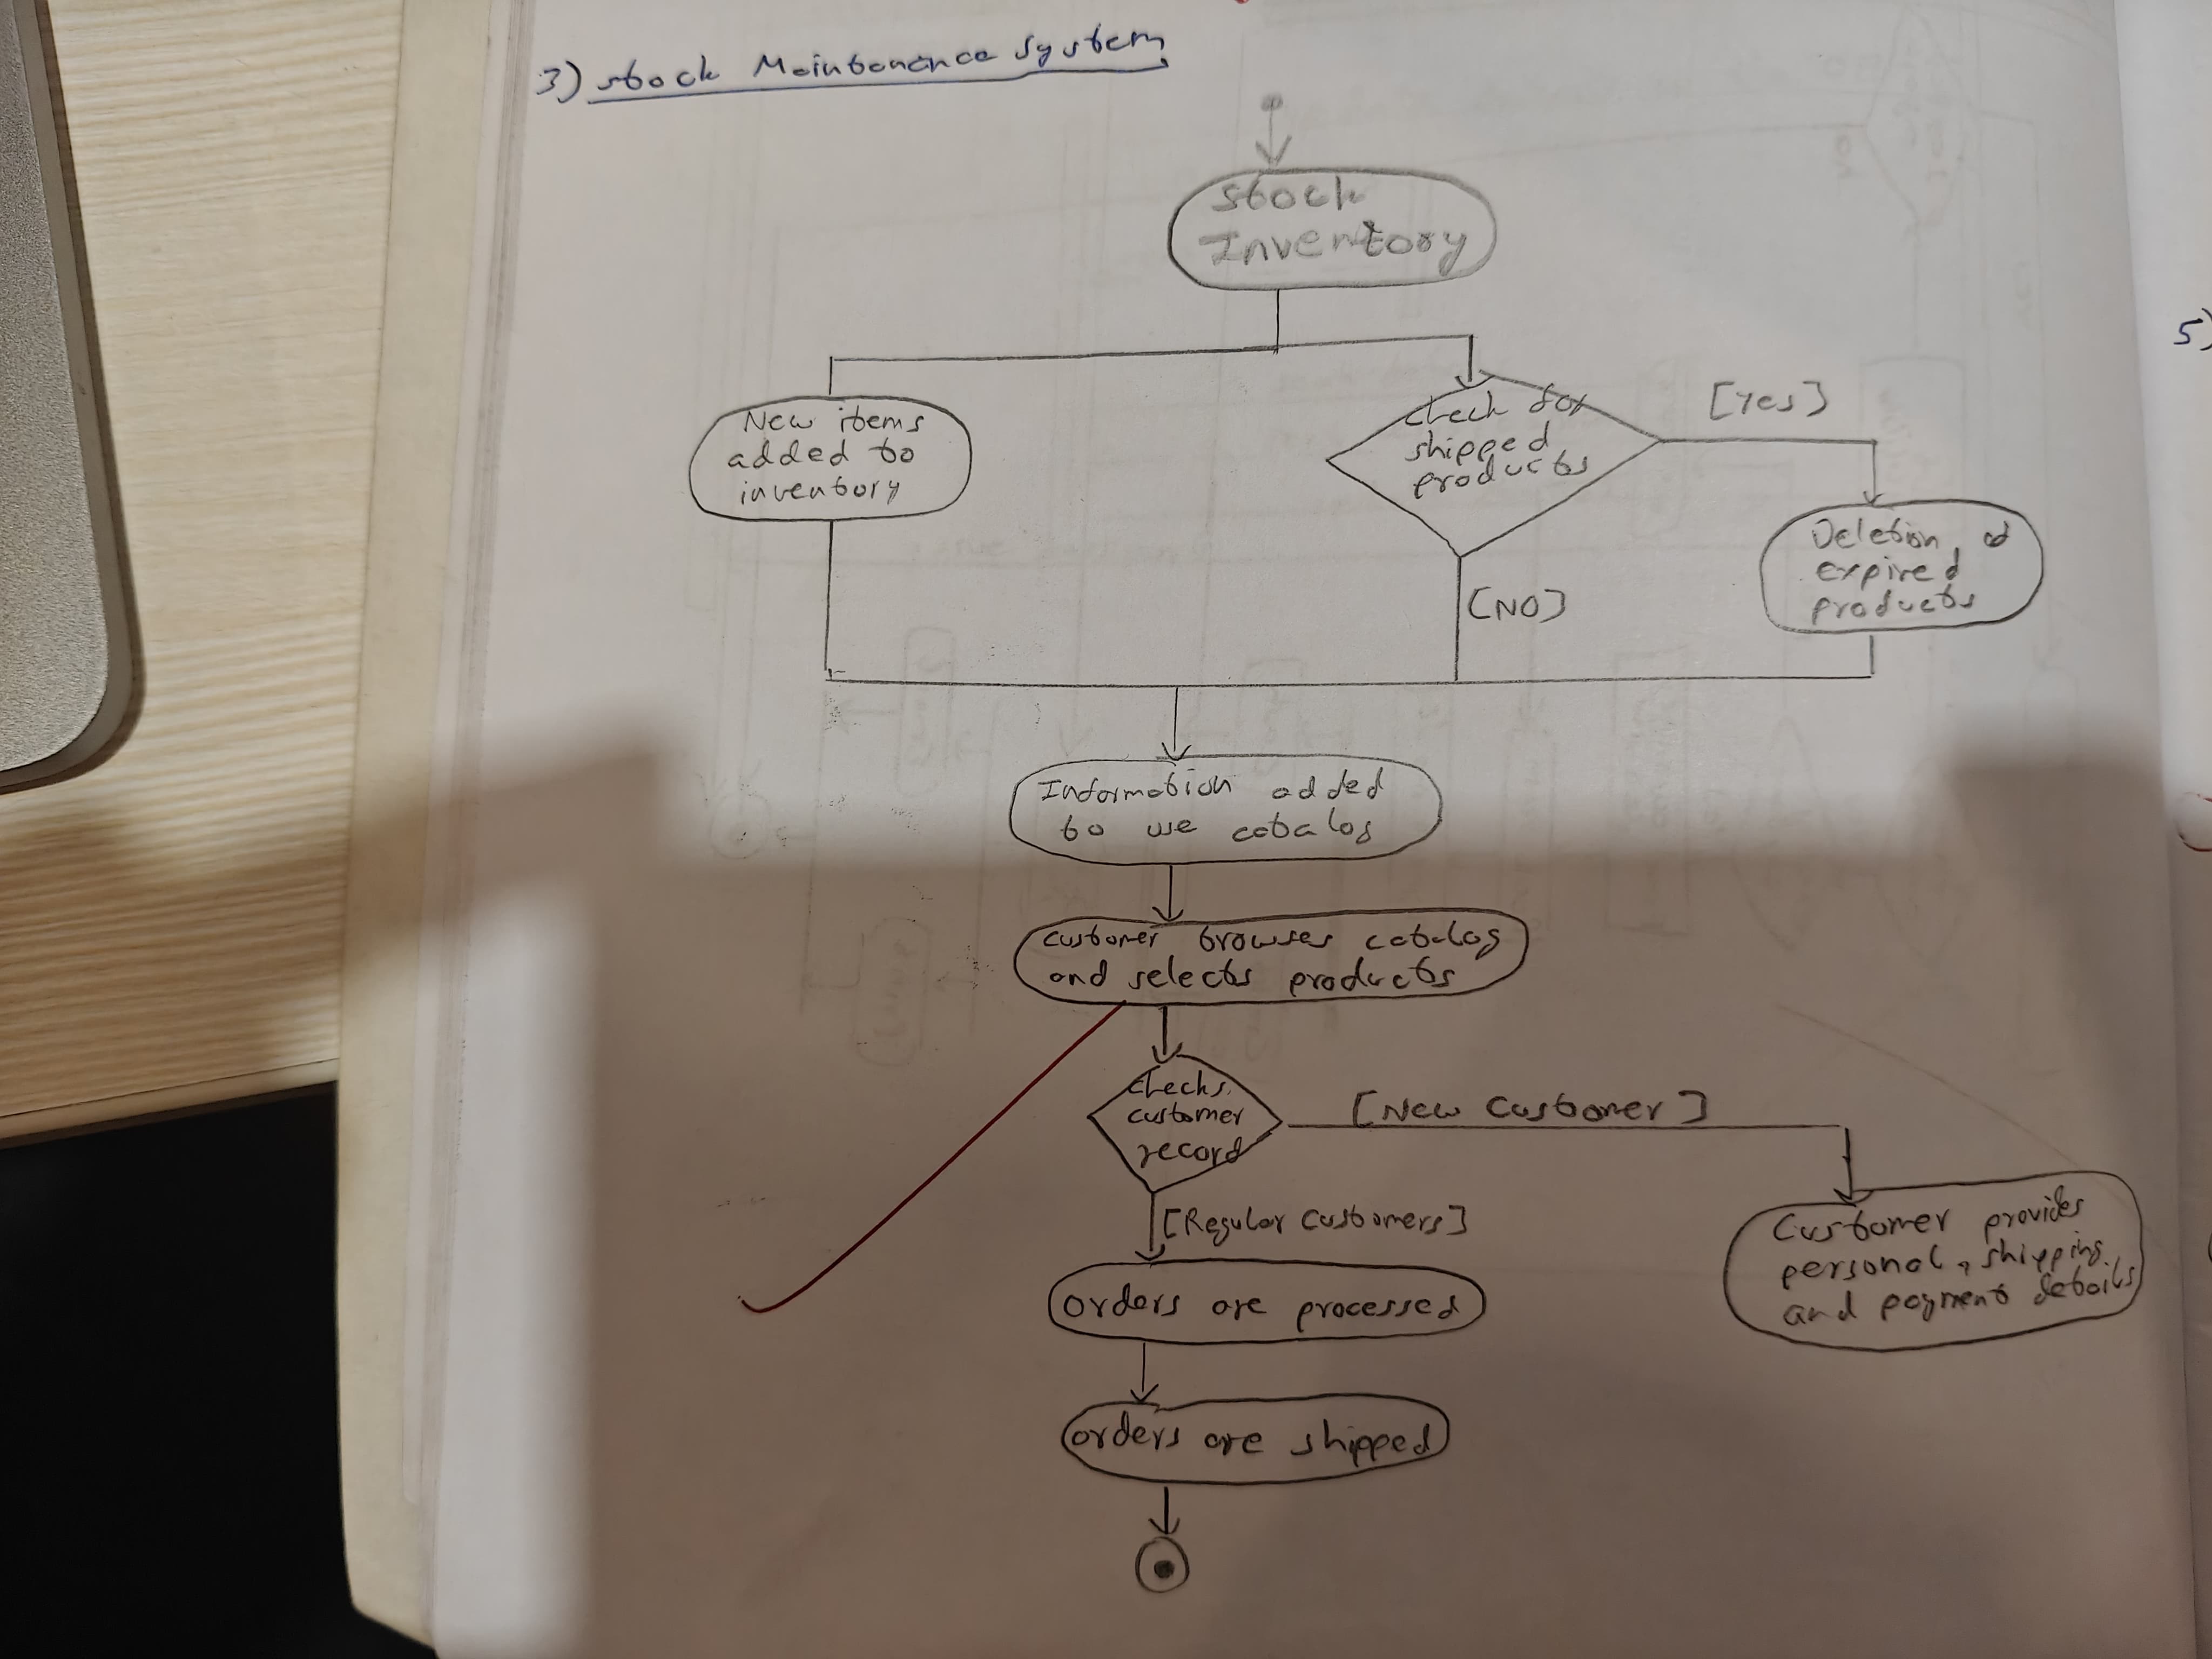 3) Stock Maintenance System
Stock
Inventory
New items
added to
inventory
check for
shipped
products
[Yes]
[NO]
Deletion of
expired
products
Information added
to use catalog
customer browses catalog
and selects products
checks
customer
record
[New Customer]
[Regular Customers]
Customer provides
personal, shipping
and payment details
orders are processed
orders are shipped
5)